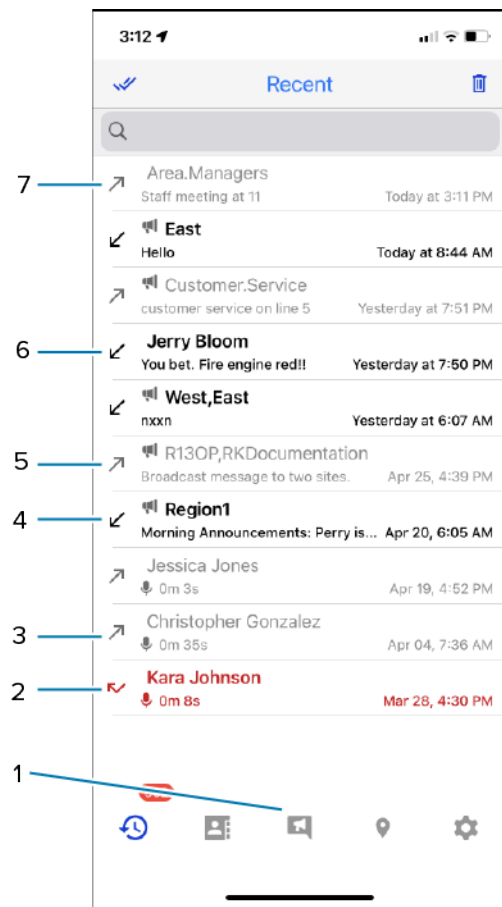 3:12
Recent
7
Area.Managers
Staff meeting at 11 Today at 3:11 PM
East
Hello Today at 8:44 AM
Customer.Service
customer service on line 5 Yesterday at 7:51 PM
6
Jerry Bloom
You bet. Fire engine red!! Yesterday at 7:50 PM
West,East
nxxn Yesterday at 6:07 AM
5
R13OP,RKDocumentation
Broadcast message to two sites. Apr 25, 4:39 PM
4
Region1
Morning Announcements: Perry is... Apr 20, 6:05 AM
Jessica Jones
0m 3s Apr 19, 4:52 PM
3
Christopher Gonzalez
0m 35s Apr 04, 7:36 AM
2
Kara Johnson
0m 8s Mar 28, 4:30 PM
1